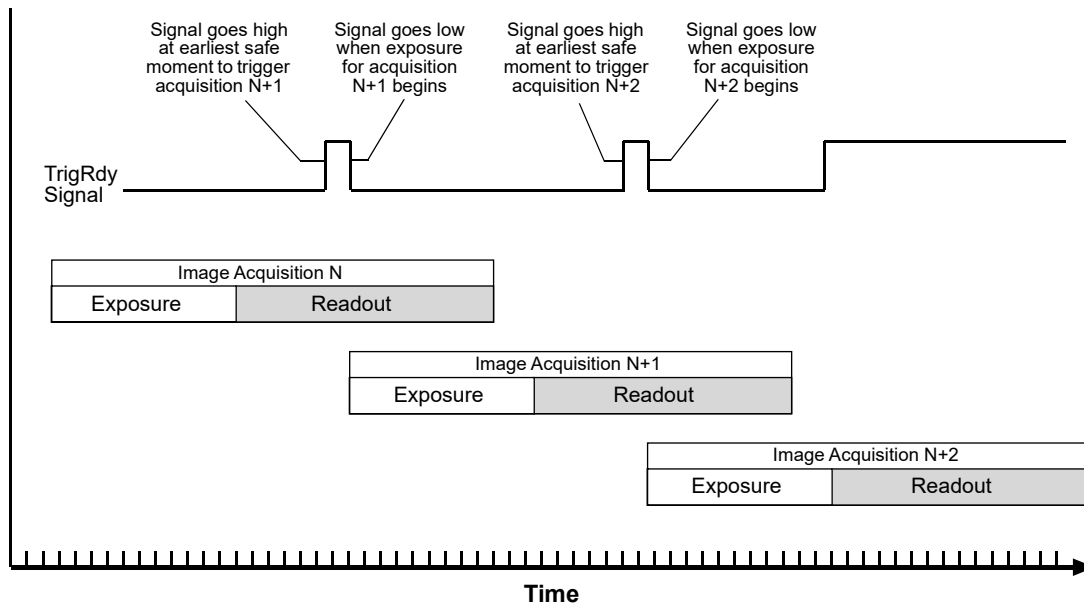 Signal goes high
at earliest safe
moment to trigger
acquisition N+1
Signal goes low
when exposure
for acquisition
N+1 begins
Signal goes high
at earliest safe
moment to trigger
acquisition N+2
Signal goes low
when exposure
for acquisition
N+2 begins
TrigRdy
Signal
Image Acquisition N
Exposure
Readout
Image Acquisition N+1
Exposure
Readout
Image Acquisition N+2
Exposure
Readout
Time